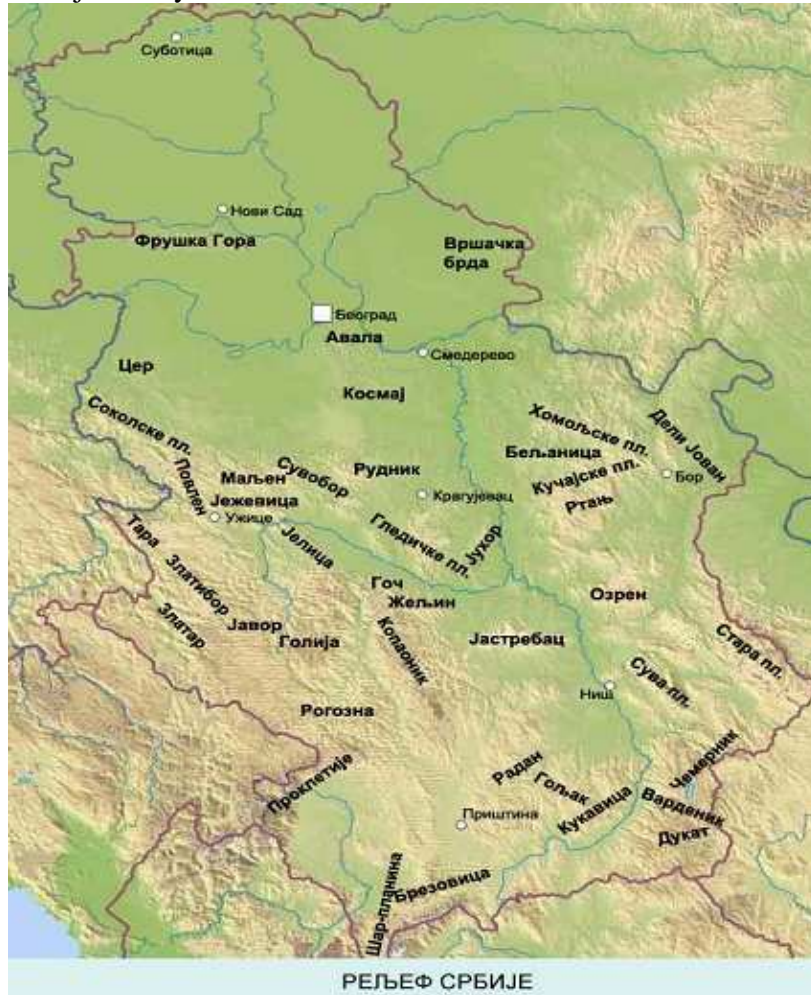 Суботица
Нови Сад
Фрушка Гора
Вршачка
брда
Београд
Авала
Смедерево
Цер
Космај
Соколске пл.
Хомољске пл.
Дели Јован
Повлен
Маљен
Сувобор
Рудник
Бељаница
Кучајске пл.
Бор
Јежевица
Крагујевац
Ртањ
Ужице
Тара
Јелица
Гледичке пл.
Јухор
Златибор
Гоч
Жељин
Озрен
Златар
Јавор
Голија
Копаоник
Јастребац
Стара пл.
Сува пл.
Ниш
Рогозна
Проклетије
Радан
Гољак
Чемерник
Приштина
Кукавица
Варденик
Дукат
Шар-планина
Брезовица
РЕЉЕФ СРБИЈЕ